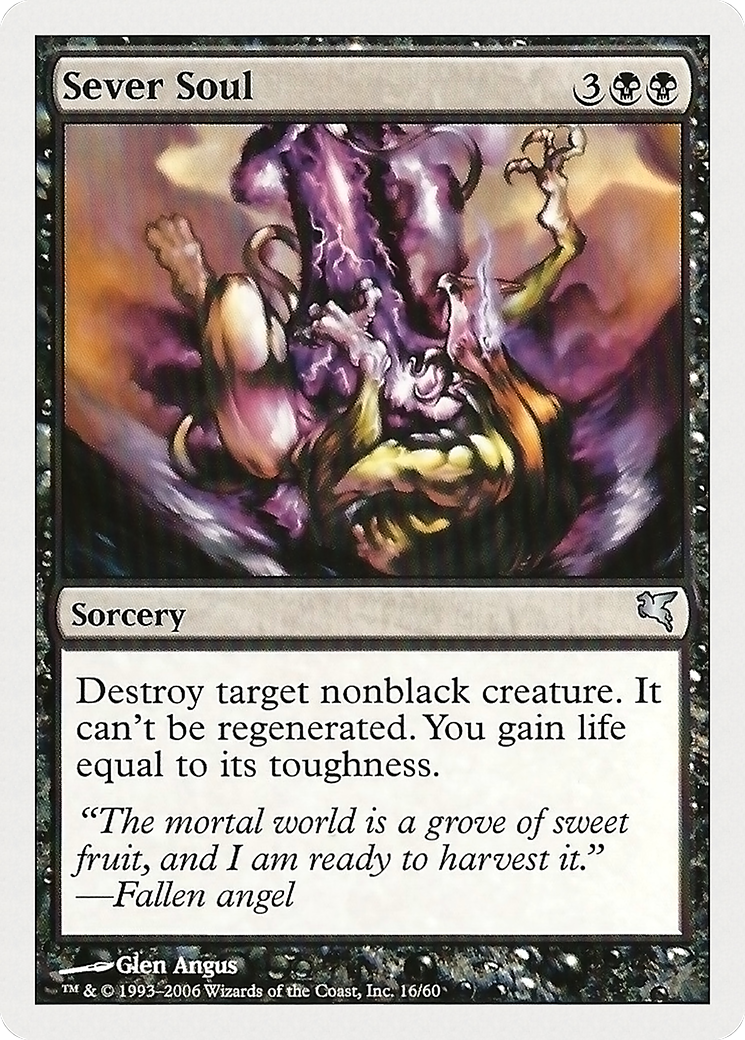 Sever Soul 3
Sorcery
Destroy target nonblack creature. It
can't be regenerated. You gain life
equal to its toughness.
“The mortal world is a grove of sweet
fruit, and I am ready to harvest it.”
—Fallen angel
Glen Angus
™ & © 1993–2006 Wizards of the Coast, Inc. 16/60